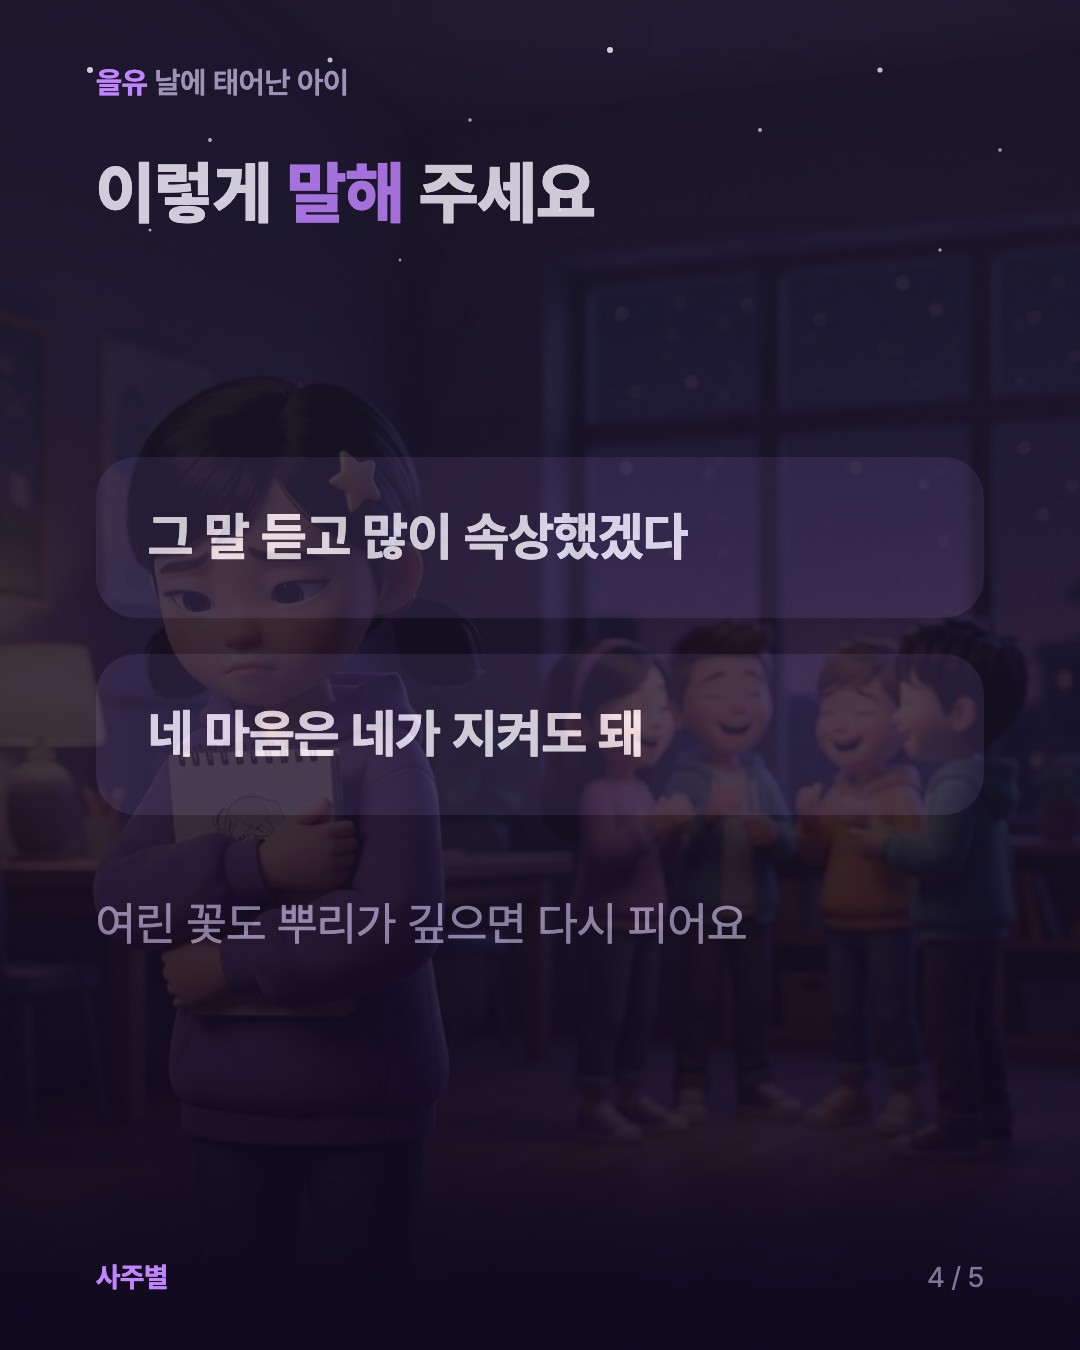 을유 날에 태어난 아이
이렇게 말해 주세요
그 말 듣고 많이 속상했겠다
네 마음은 네가 지켜도 돼
여린 꽃도 뿌리가 깊으면 다시 피어요
사주별
4 / 5